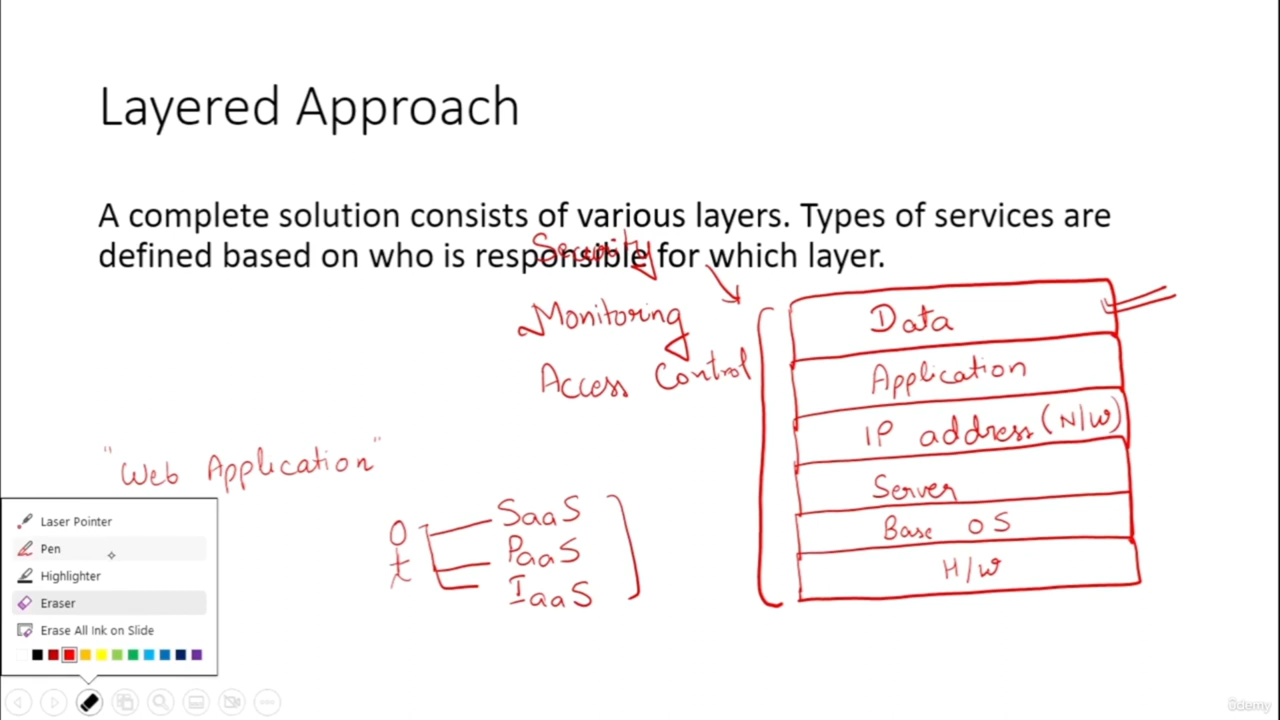 Layered Approach
A complete solution consists of various layers. Types of services are
defined based on who is responsible for which layer.
Security
Monitoring
Access Control
Data
Application
IP address (N/W)
Server
Base OS
H/W
"Web Application"
SaaS
PaaS
IaaS
Laser Pointer
Pen
Highlighter
Eraser
Erase All Ink on Slide
ûdemy